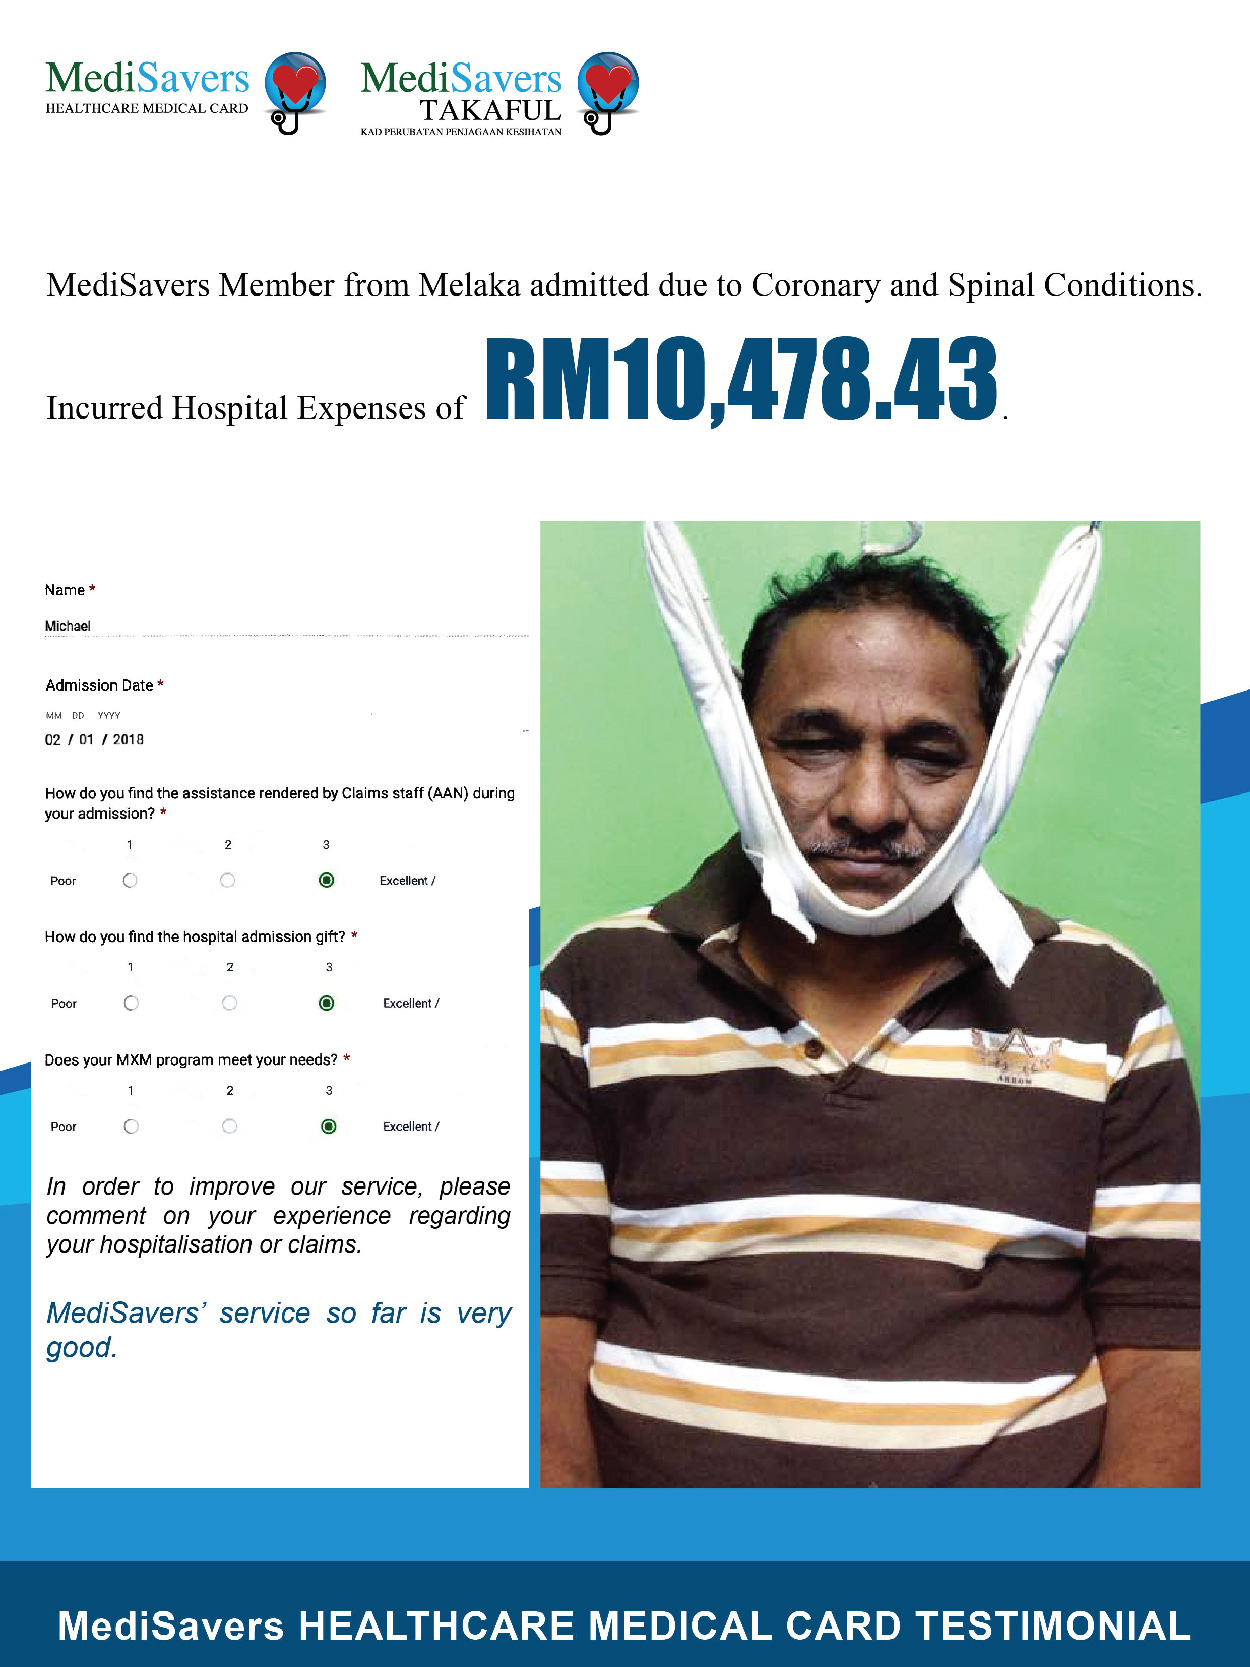 MediSavers
HEALTHCARE MEDICAL CARD
MediSavers
TAKAFUL
KAD PERUBATAN PENJAGAAN KESIHATAN
MediSavers Member from Melaka admitted due to Coronary and Spinal Conditions.
Incurred Hospital Expenses of RM10,478.43.
Name *
Michael
Admission Date *
MM DD YYYY
02 / 01 / 2018
How do you find the assistance rendered by Claims staff (AAN) during
your admission? *
1 2 3
Poor Excellent /
How do you find the hospital admission gift? *
1 2 3
Poor Excellent /
Does your MXM program meet your needs? *
1 2 3
Poor Excellent /
In order to improve our service, please
comment on your experience regarding
your hospitalisation or claims.
MediSavers' service so far is very
good.
ARROW
MediSavers HEALTHCARE MEDICAL CARD TESTIMONIAL